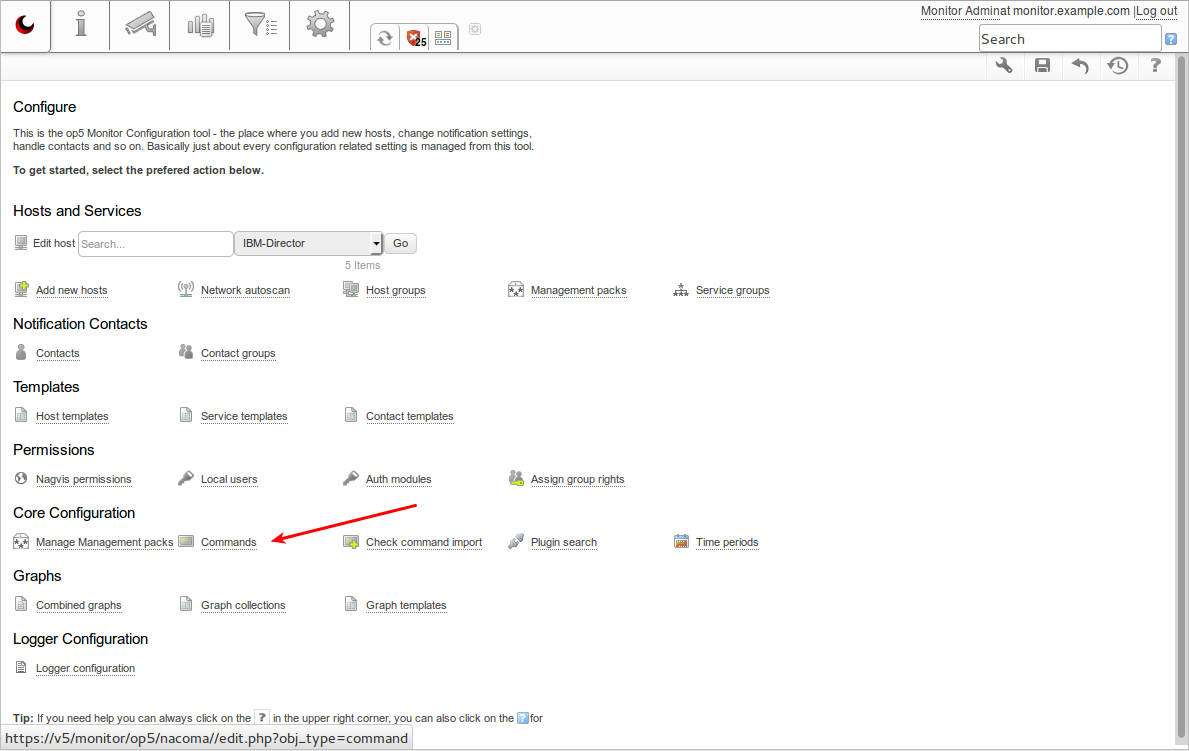 Monitor Adminat monitor.example.com |Log out
25
Search
?
?
Configure
This is the op5 Monitor Configuration tool - the place where you add new hosts, change notification settings,
handle contacts and so on. Basically just about every configuration related setting is managed from this tool.
To get started, select the prefered action below.
Hosts and Services
Edit host Search... IBM-Director Go
5 Items
Add new hosts Network autoscan Host groups Management packs Service groups
Notification Contacts
Contacts Contact groups
Templates
Host templates Service templates Contact templates
Permissions
Nagvis permissions Local users Auth modules Assign group rights
Core Configuration
Manage Management packs Commands Check command import Plugin search Time periods
Graphs
Combined graphs Graph collections Graph templates
Logger Configuration
Logger configuration
Tip: If you need help you can always click on the ? in the upper right corner, you can also click on the ? for
https://v5/monitor/op5/nacoma//edit.php?obj_type=command